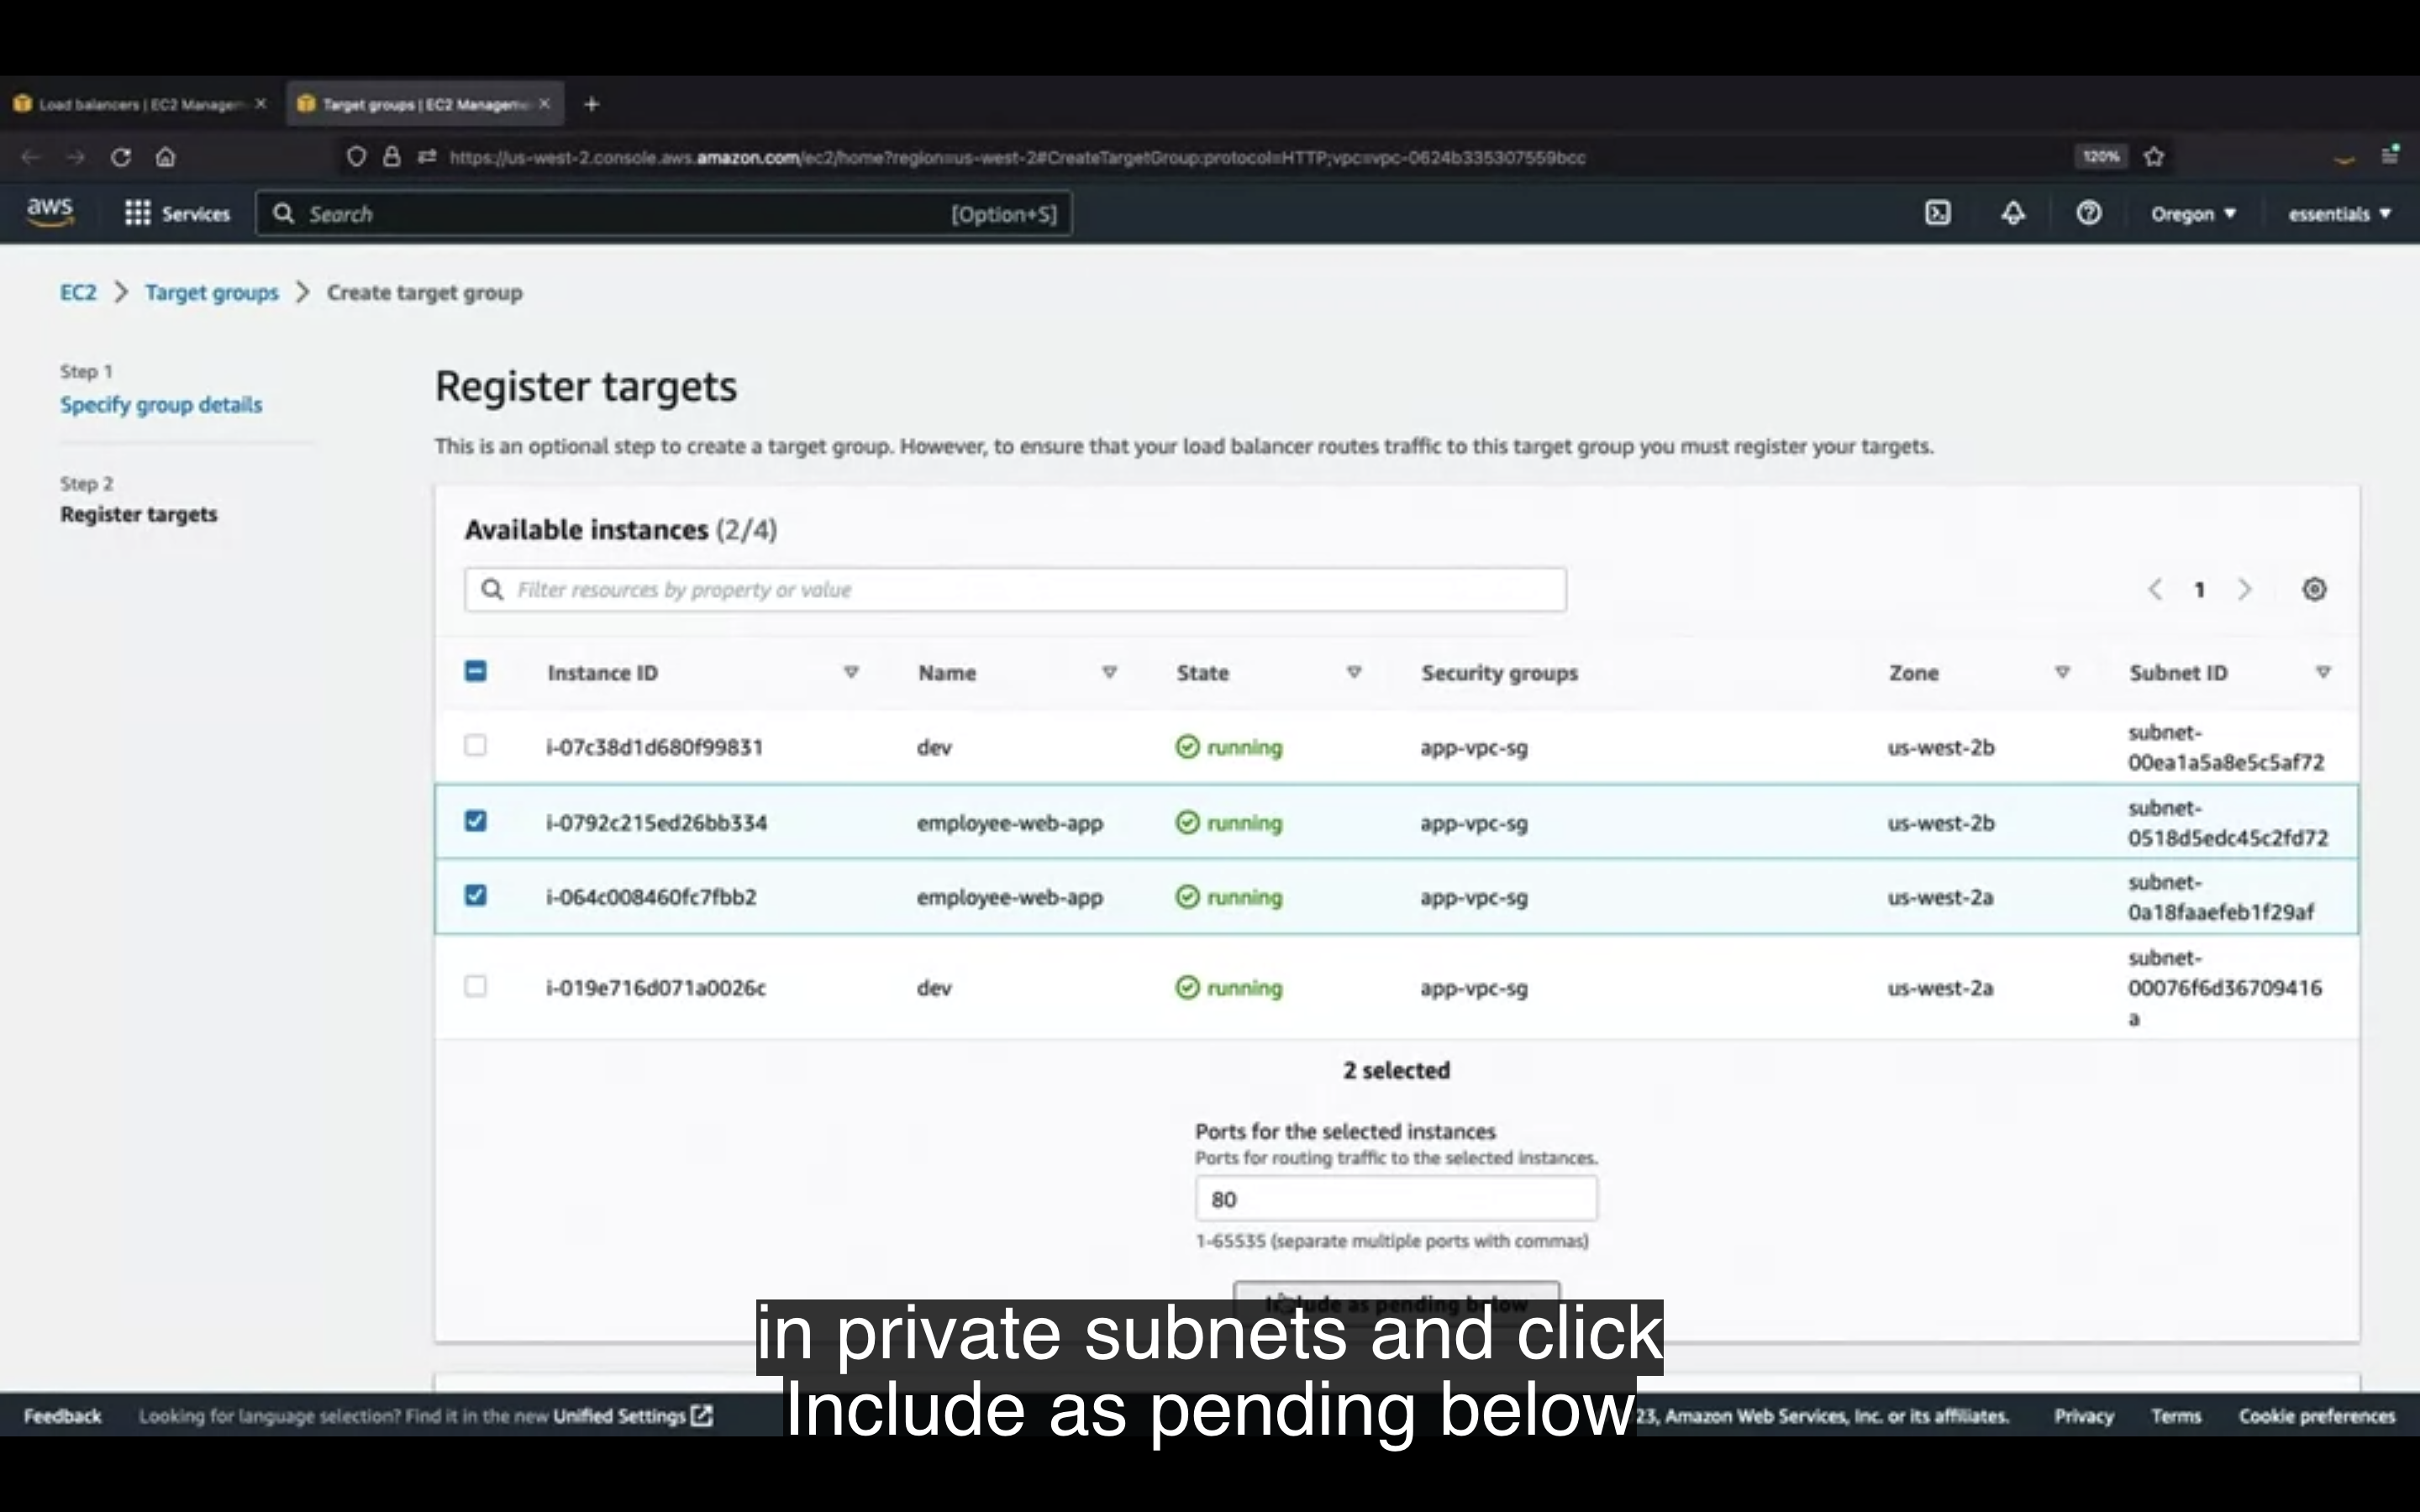 Load balancers | EC2 Manager
Target groups | EC2 Manageme
https://us-west-2.console.aws.amazon.com/ec2/home?region=us-west-2#CreateTargetGroup:protocol=HTTP;vpc=vpc-0624b335307559bcc
120%
aws
Services
Search
[Option+S]
Oregon
essentials
EC2 > Target groups > Create target group
Step 1
Specify group details
Step 2
Register targets
Register targets
This is an optional step to create a target group. However, to ensure that your load balancer routes traffic to this target group you must register your targets.
Available instances (2/4)
Filter resources by property or value
1
Instance ID Name State Security groups Zone Subnet ID
i-07c38d1d680f99831 dev running app-vpc-sg us-west-2b subnet-
00ea1a5a8e5c5af72
i-0792c215ed26bb334 employee-web-app running app-vpc-sg us-west-2b subnet-
0518d5edc45c2fd72
i-064c008460fc7fbb2 employee-web-app running app-vpc-sg us-west-2a subnet-
0a18faaefeb1f29af
i-019e716d071a0026c dev running app-vpc-sg us-west-2a subnet-
00076f6d36709416
a
2 selected
Ports for the selected instances
Ports for routing traffic to the selected instances.
80
1-65535 (separate multiple ports with commas)
Include as pending below
in private subnets and click
Include as pending below
Feedback
Looking for language selection? Find it in the new Unified Settings
23, Amazon Web Services, Inc. or its affiliates.
Privacy
Terms
Cookie preferences